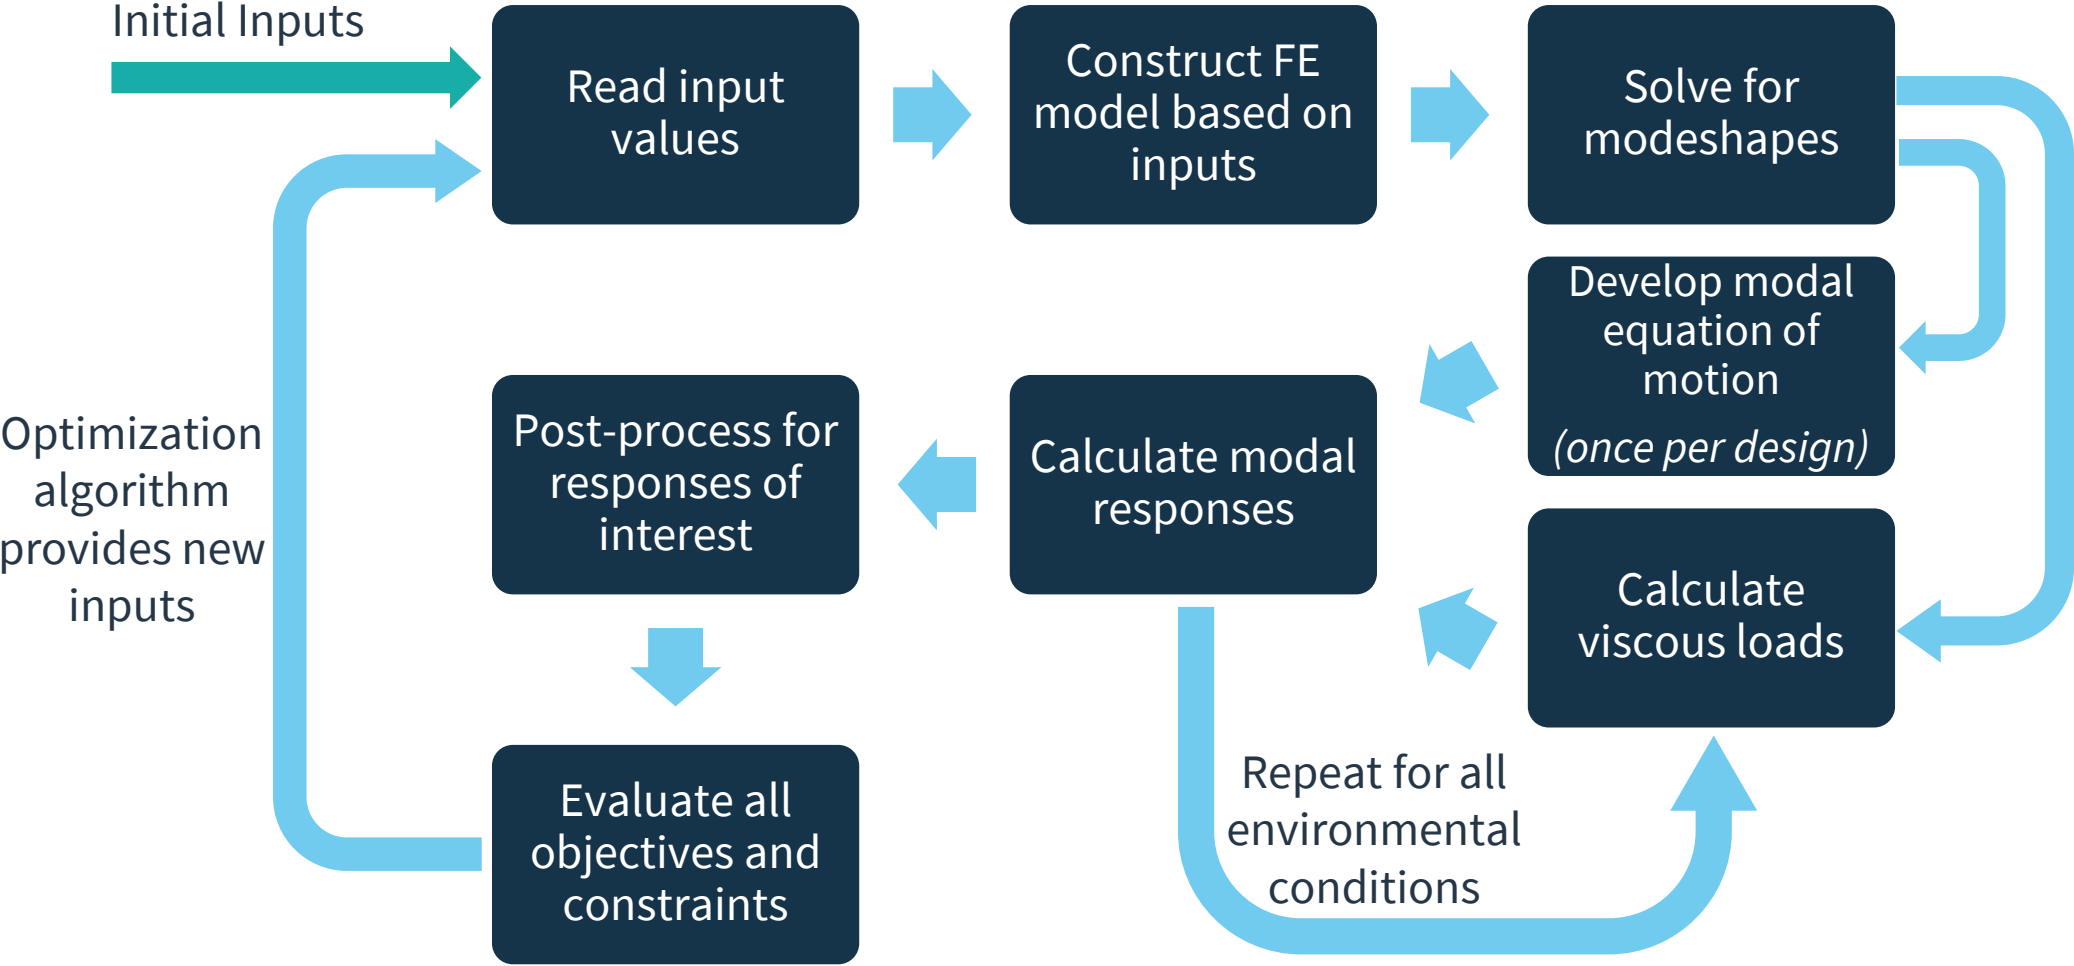 Initial Inputs
Read input
values
Construct FE
model based on
inputs
Solve for
modeshapes
Develop modal
equation of
motion
(once per design)
Calculate
viscous loads
Calculate modal
responses
Repeat for all
environmental
conditions
Post-process for
responses of
interest
Evaluate all
objectives and
constraints
Optimization
algorithm
provides new
inputs